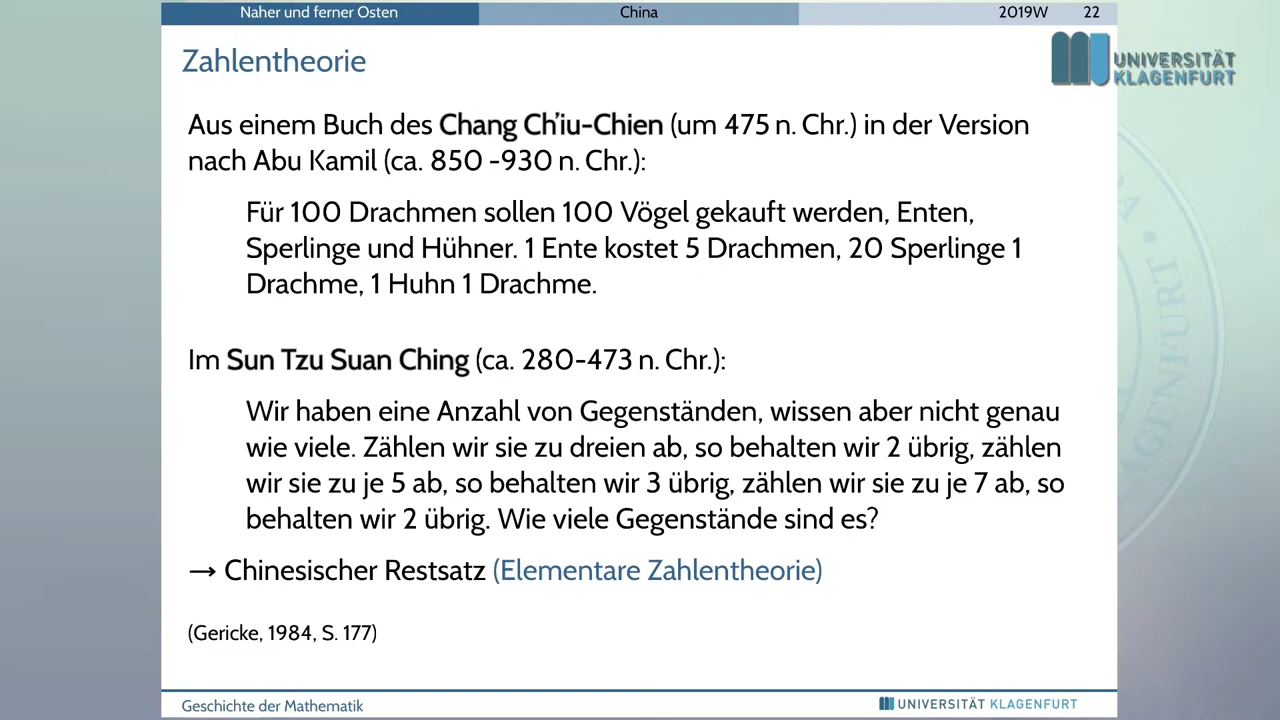 Naher und ferner Osten China 2019W 22
Zahlentheorie
UNIVERSITÄT
KLAGENFURT
Aus einem Buch des Chang Ch'iu-Chien (um 475 n. Chr.) in der Version
nach Abu Kamil (ca. 850 -930 n. Chr.):
Für 100 Drachmen sollen 100 Vögel gekauft werden, Enten,
Sperlinge und Hühner. 1 Ente kostet 5 Drachmen, 20 Sperlinge 1
Drachme, 1 Huhn 1 Drachme.
Im Sun Tzu Suan Ching (ca. 280-473 n. Chr.):
Wir haben eine Anzahl von Gegenständen, wissen aber nicht genau
wie viele. Zählen wir sie zu dreien ab, so behalten wir 2 übrig, zählen
wir sie zu je 5 ab, so behalten wir 3 übrig, zählen wir sie zu je 7 ab, so
behalten wir 2 übrig. Wie viele Gegenstände sind es?
→ Chinesischer Restsatz (Elementare Zahlentheorie)
(Gericke, 1984, S. 177)
Geschichte der Mathematik UNIVERSITÄT KLAGENFURT